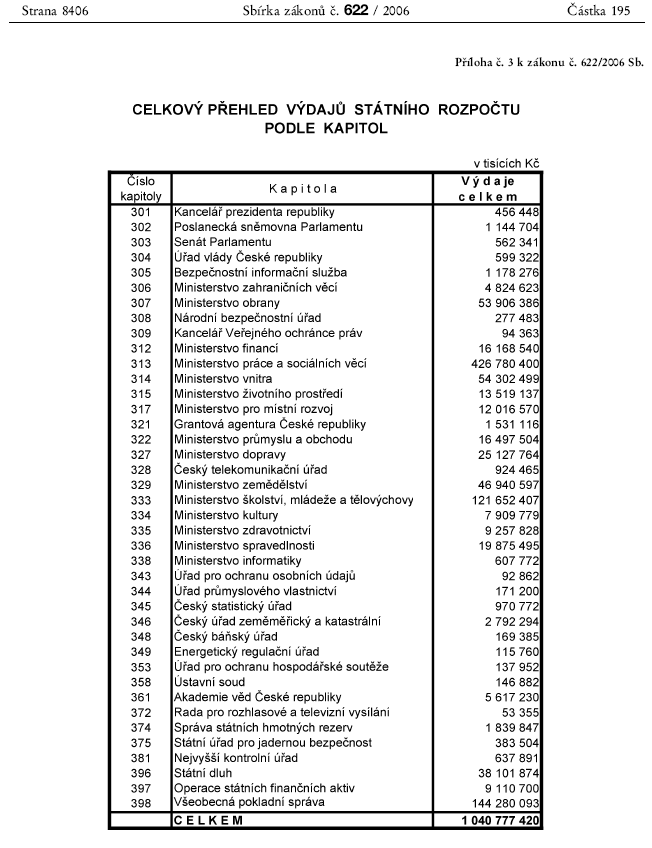 Strana 8406 Sbírka zákonů č. 622 / 2006 Částka 195
Příloha č. 3 k zákonu č. 622/2006 Sb.
CELKOVÝ PŘEHLED VÝDAJŮ STÁTNÍHO ROZPOČTU
PODLE KAPITOL
v tisících Kč
Číslo kapitoly Kapitola Výdaje celkem
301 Kancelář prezidenta republiky 456 448
302 Poslanecká sněmovna Parlamentu 1 144 704
303 Senát Parlamentu 562 341
304 Úřad vlády České republiky 599 322
305 Bezpečnostní informační služba 1 178 276
306 Ministerstvo zahraničních věcí 4 824 623
307 Ministerstvo obrany 53 906 386
308 Národní bezpečnostní úřad 277 483
309 Kancelář Veřejného ochránce práv 94 363
312 Ministerstvo financí 16 168 540
313 Ministerstvo práce a sociálních věcí 426 780 400
314 Ministerstvo vnitra 54 302 499
315 Ministerstvo životního prostředí 13 519 137
317 Ministerstvo pro místní rozvoj 12 016 570
321 Grantová agentura České republiky 1 531 116
322 Ministerstvo průmyslu a obchodu 16 497 504
327 Ministerstvo dopravy 25 127 764
328 Český telekomunikační úřad 924 465
329 Ministerstvo zemědělství 46 940 597
333 Ministerstvo školství, mládeže a tělovýchovy 121 652 407
334 Ministerstvo kultury 7 909 779
335 Ministerstvo zdravotnictví 9 257 828
336 Ministerstvo spravedlnosti 19 875 495
338 Ministerstvo informatiky 607 772
343 Úřad pro ochranu osobních údajů 92 862
344 Úřad průmyslového vlastnictví 171 200
345 Český statistický úřad 970 772
346 Český úřad zeměměřický a katastrální 2 792 294
348 Český báňský úřad 169 385
349 Energetický regulační úřad 115 760
353 Úřad pro ochranu hospodářské soutěže 137 952
358 Ústavní soud 146 882
361 Akademie věd České republiky 5 617 230
372 Rada pro rozhlasové a televizní vysílání 53 355
374 Správa státních hmotných rezerv 1 839 847
375 Státní úřad pro jadernou bezpečnost 383 504
381 Nejvyšší kontrolní úřad 637 891
396 Státní dluh 38 101 874
397 Operace státních finančních aktiv 9 110 700
398 Všeobecná pokladní správa 144 280 093
CELKEM 1 040 777 420